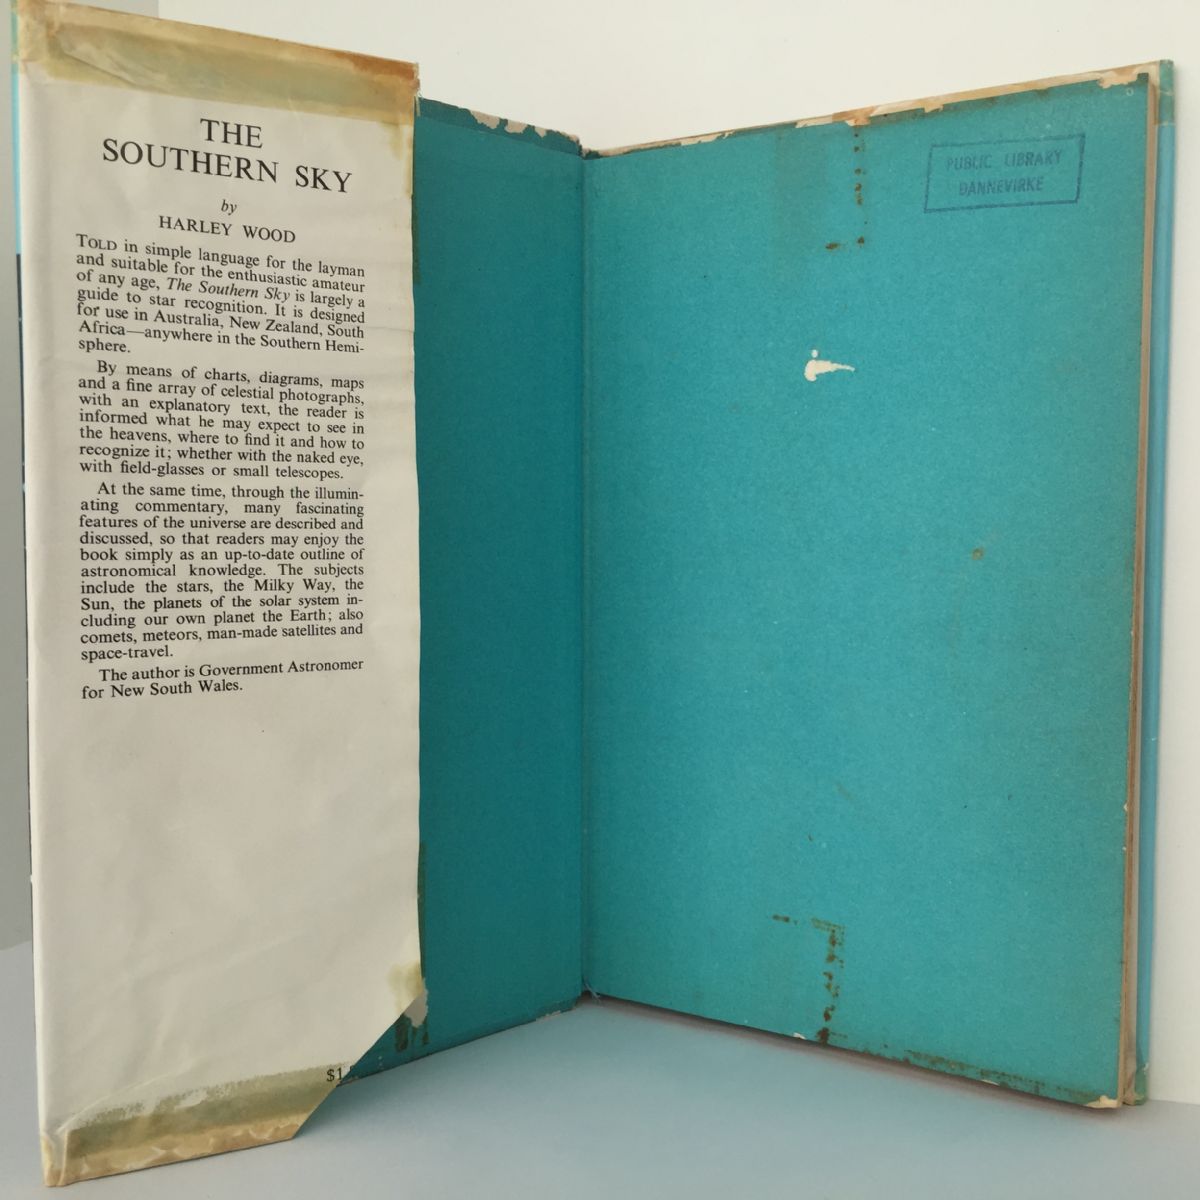 THE
SOUTHERN SKY
by
HARLEY WOOD
TOLD in simple language for the layman
and suitable for the enthusiastic amateur
of any age, The Southern Sky is largely a
guide to star recognition. It is designed
for use in Australia, New Zealand, South
Africa—anywhere in the Southern Hemi-
sphere.
By means of charts, diagrams, maps
and a fine array of celestial photographs,
with an explanatory text, the reader is
informed what he may expect to see in
the heavens, where to find it and how to
recognize it; whether with the naked eye,
with field-glasses or small telescopes.
At the same time, through the illumin-
ating commentary, many fascinating
features of the universe are described and
discussed, so that readers may enjoy the
book simply as an up-to-date outline of
astronomical knowledge. The subjects
include the stars, the Milky Way, the
Sun, the planets of the solar system in-
cluding our own planet the Earth; also
comets, meteors, man-made satellites and
space-travel.
The author is Government Astronomer
for New South Wales.
PUBLIC LIBRARY
DANNEVIRKE